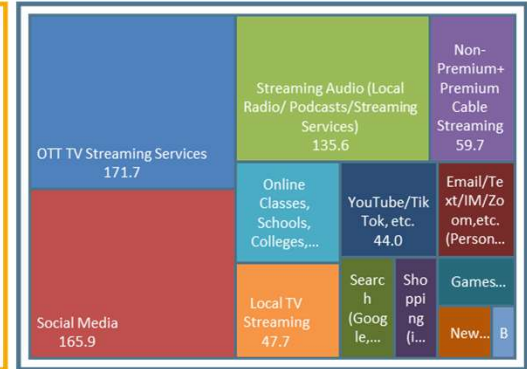 OTT TV Streaming Services
171.7
Social Media
165.9
Streaming Audio (Local
Radio/ Podcasts/Streaming
Services)
135.6
Non-
Premium+
Premium
Cable
Streaming
59.7
Online
Classes,
Schools,
Colleges,...
Local TV
Streaming
47.7
YouTube/Tik
Tok, etc.
44.0
Email/Te
xt/IM/Zo
om,etc.
(Person...
Searc
h
(Goog
le,...
Sho
ppi
ng
(i...
Games...
New...
B